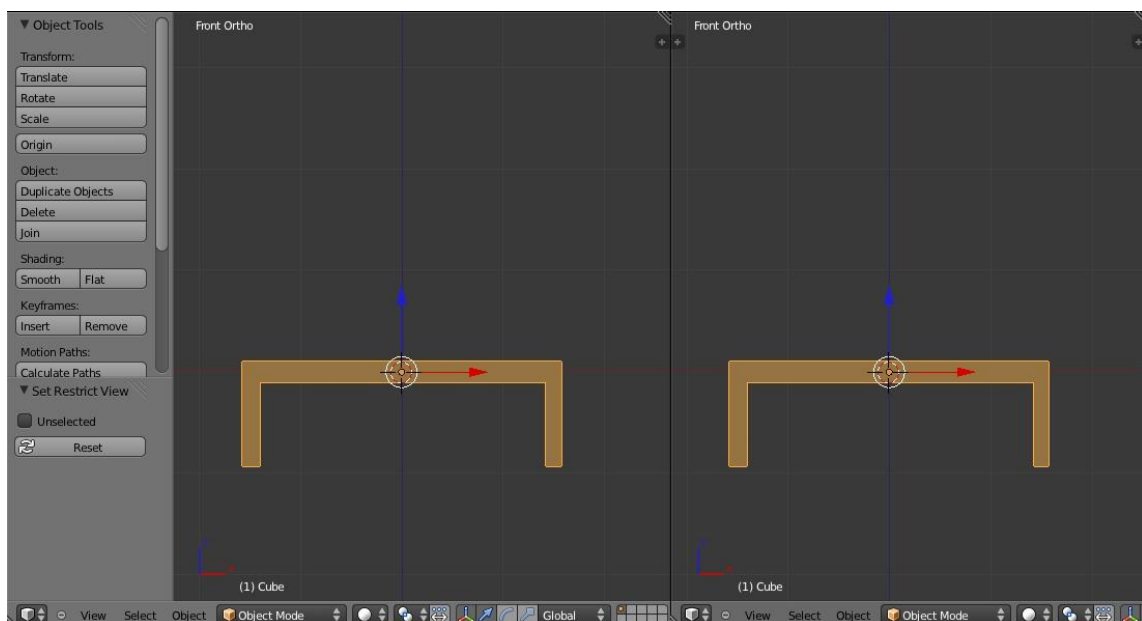 Object Tools
Transform:
Translate
Rotate
Scale
Origin
Object:
Duplicate Objects
Delete
Join
Shading:
Smooth Flat
Keyframes:
Insert Remove
Motion Paths:
Calculate Paths
Set Restrict View
Unselected
Reset
Front Ortho
(1) Cube
View Select Object Object Mode Global
Front Ortho
(1) Cube
View Select Object Object Mode